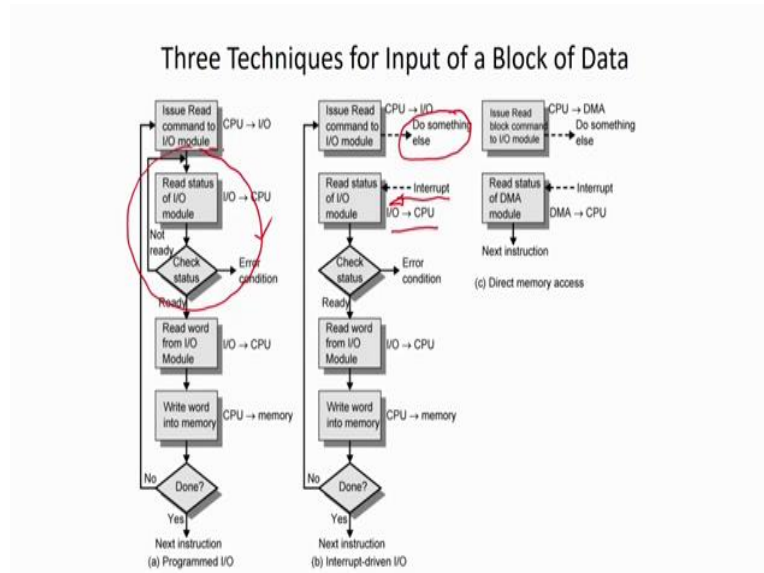 Three Techniques for Input of a Block of Data
Issue Read
command to
I/O module
CPU → I/O
Read status
of I/O
module
I/O → CPU
Not
ready
Check
status
Error
condition
Ready
Read word
from I/O
Module
I/O → CPU
Write word
into memory
CPU → memory
No
Done?
Yes
Next instruction
(a) Programmed I/O
Issue Read
command to
I/O module
CPU → I/O
Do something
else
Read status
of I/O
module
Interrupt
I/O → CPU
Check
status
Error
condition
Ready
Read word
from I/O
Module
I/O → CPU
Write word
into memory
CPU → memory
No
Done?
Yes
Next instruction
(b) Interrupt-driven I/O
Issue Read
block command
to I/O module
CPU → DMA
Do something
else
Read status
of DMA
module
Interrupt
DMA → CPU
Next instruction
(c) Direct memory access